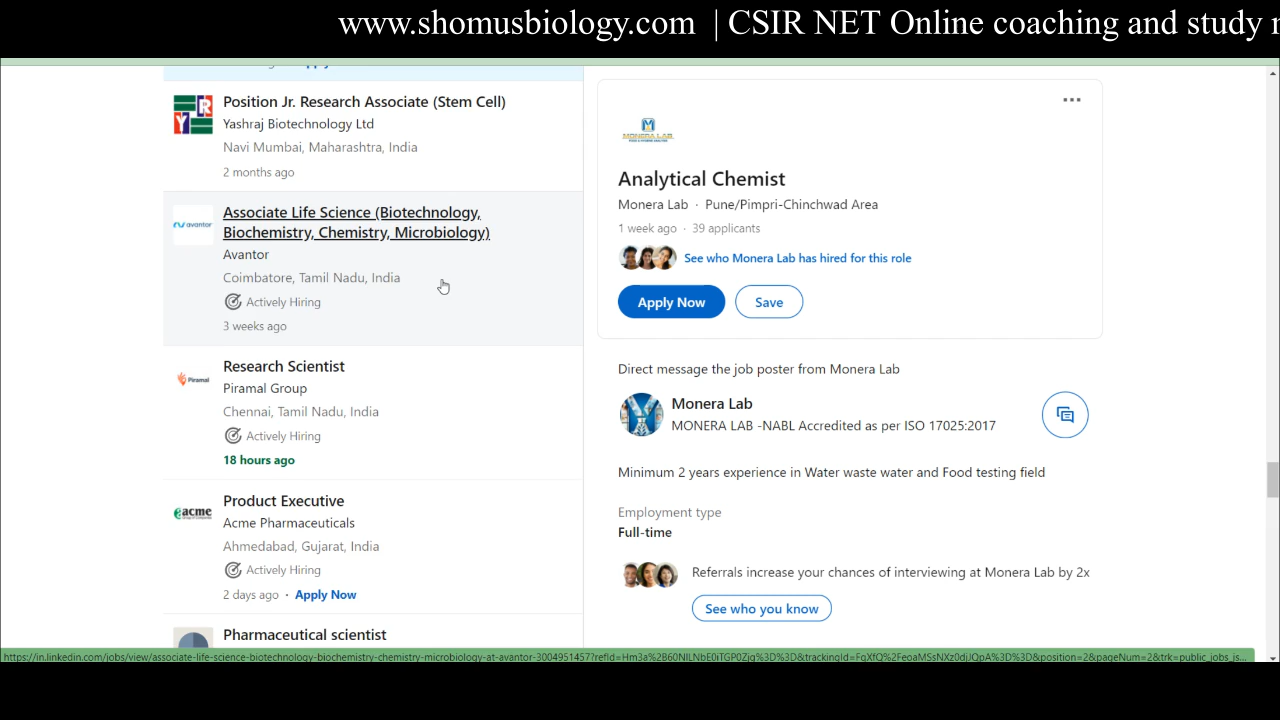 www.shomusbiology.com | CSIR NET Online coaching and study
Position Jr. Research Associate (Stem Cell)
Yashraj Biotechnology Ltd
Navi Mumbai, Maharashtra, India
2 months ago
avantor
Associate Life Science (Biotechnology,
Biochemistry, Chemistry, Microbiology)
Avantor
Coimbatore, Tamil Nadu, India
Actively Hiring
3 weeks ago
Piramal
Research Scientist
Piramal Group
Chennai, Tamil Nadu, India
Actively Hiring
18 hours ago
acme
Product Executive
Acme Pharmaceuticals
Ahmedabad, Gujarat, India
Actively Hiring
2 days ago · Apply Now
Pharmaceutical scientist
MONERA LAB
Analytical Chemist
Monera Lab · Pune/Pimpri-Chinchwad Area
1 week ago · 39 applicants
See who Monera Lab has hired for this role
Apply Now
Save
Direct message the job poster from Monera Lab
Monera Lab
MONERA LAB -NABL Accredited as per ISO 17025:2017
Minimum 2 years experience in Water waste water and Food testing field
Employment type
Full-time
Referrals increase your chances of interviewing at Monera Lab by 2x
See who you know